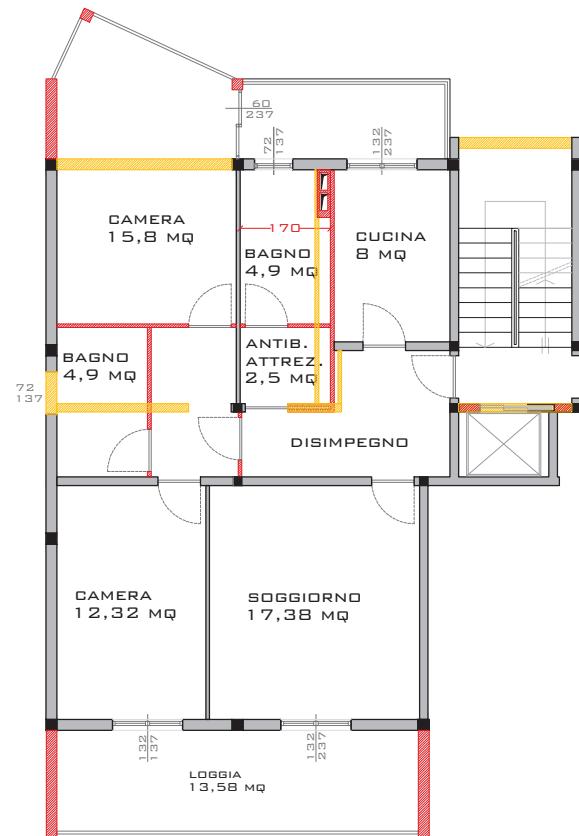 60
237
72
137
132
237
CAMERA
15,8 MQ
170
BAGNO
4,9 MQ
CUCINA
8 MQ
BAGNO
4,9 MQ
ANTIB.
ATTREZ.
2,5 MQ
72
137
DISIMPEGNO
CAMERA
12,32 MQ
SOGGIORNO
17,38 MQ
132
137
132
237
LOGGIA
13,58 MQ